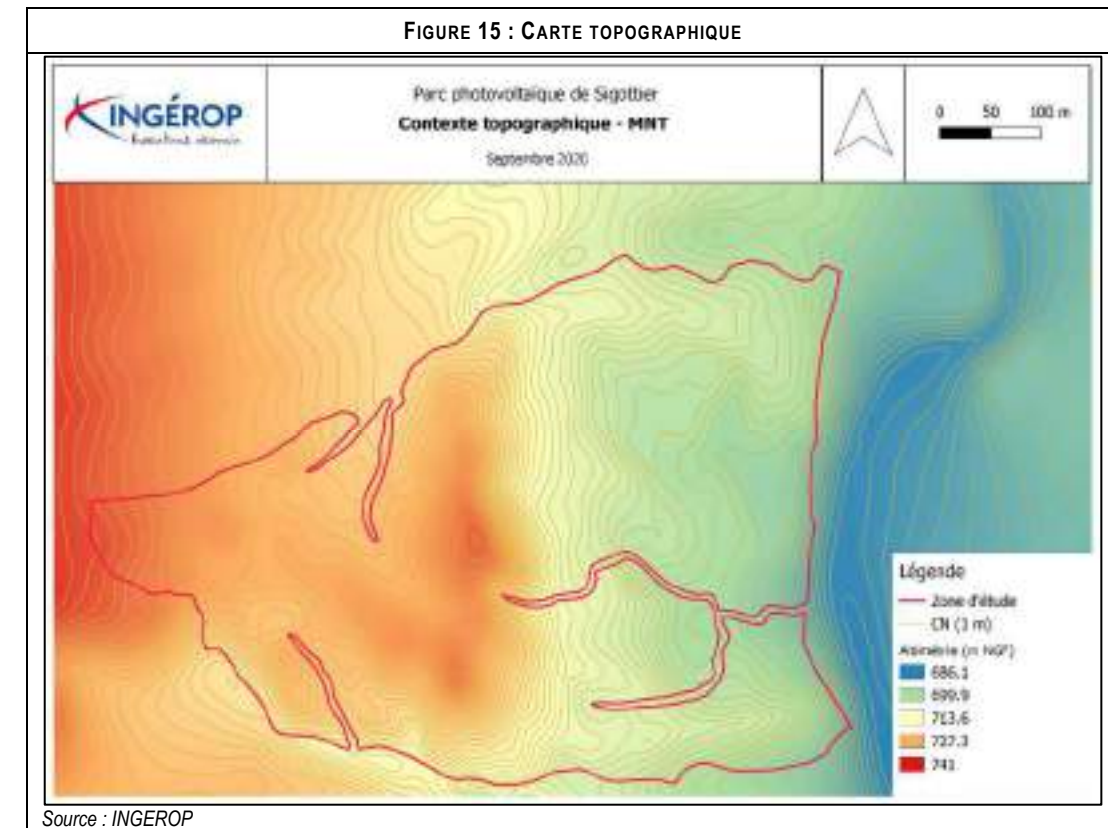 FIGURE 15 : CARTE TOPOGRAPHIQUE
INGÉROP
Parc photovoltaïque de Sigottier
Contexte topographique - MNT
Septembre 2020
0 50 100 m
Légende
Zone d'étude
CN (1 m)
Altimétrie (m NGF)
686.1
699.9
713.6
727.3
741
Source : INGEROP